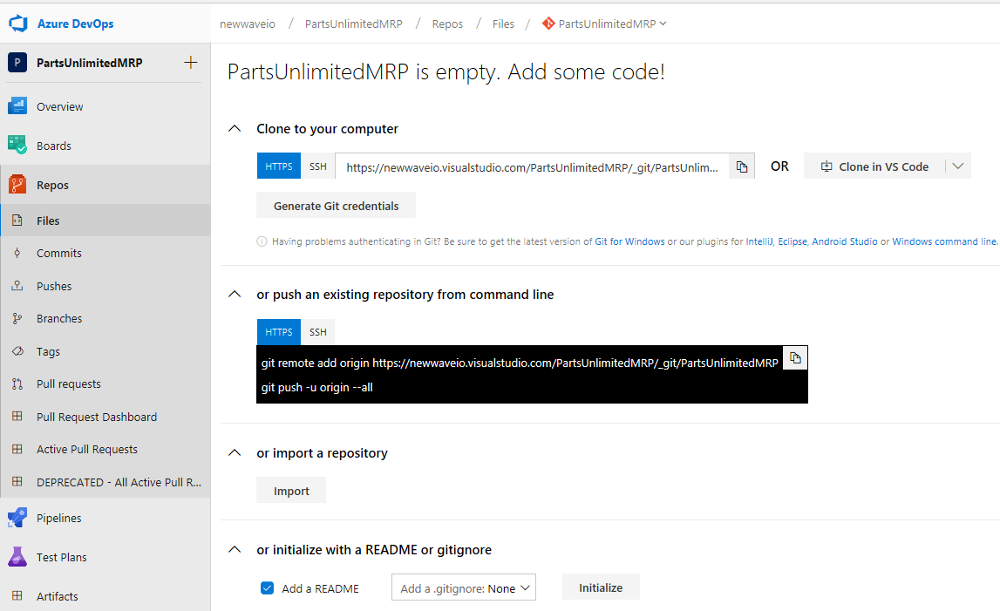 Azure DevOps
newwaveio / PartsUnlimitedMRP / Repos / Files / PartsUnlimitedMRP
P PartsUnlimitedMRP +
Overview
Boards
Repos
Files
Commits
Pushes
Branches
Tags
Pull requests
Pull Request Dashboard
Active Pull Requests
DEPRECATED - All Active Pull R...
Pipelines
Test Plans
Artifacts
PartsUnlimitedMRP is empty. Add some code!
Clone to your computer
HTTPS SSH https://newwaveio.visualstudio.com/PartsUnlimitedMRP/_git/PartsUnlim... OR Clone in VS Code
Generate Git credentials
Having problems authenticating in Git? Be sure to get the latest version of Git for Windows or our plugins for IntelliJ, Eclipse, Android Studio or Windows command line.
or push an existing repository from command line
HTTPS SSH
git remote add origin https://newwaveio.visualstudio.com/PartsUnlimitedMRP/_git/PartsUnlimitedMRP
git push -u origin --all
or import a repository
Import
or initialize with a README or gitignore
Add a README Add a .gitignore: None Initialize